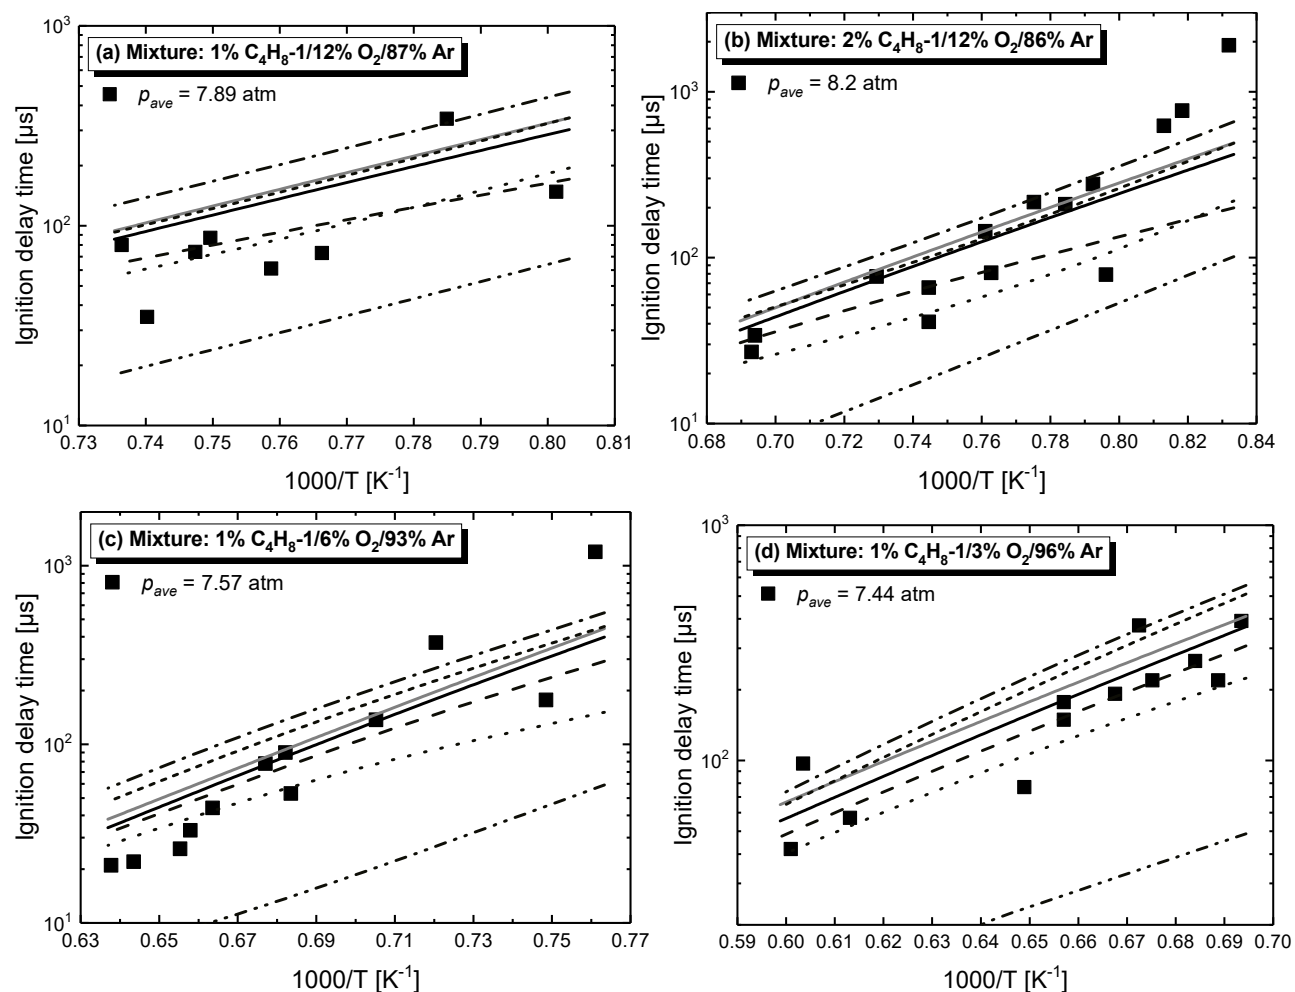 (a) Mixture: 1% C₄H₈-1/12% O₂/87% Ar
p_ave = 7.89 atm
Ignition delay time [µs]
10³
10²
10¹
0.73 0.74 0.75 0.76 0.77 0.78 0.79 0.80 0.81
1000/T [K⁻¹]
(b) Mixture: 2% C₄H₈-1/12% O₂/86% Ar
p_ave = 8.2 atm
Ignition delay time [µs]
10³
10²
10¹
0.68 0.70 0.72 0.74 0.76 0.78 0.80 0.82 0.84
1000/T [K⁻¹]
(c) Mixture: 1% C₄H₈-1/6% O₂/93% Ar
p_ave = 7.57 atm
Ignition delay time [µs]
10³
10²
10¹
0.63 0.65 0.67 0.69 0.71 0.73 0.75 0.77
1000/T [K⁻¹]
(d) Mixture: 1% C₄H₈-1/3% O₂/96% Ar
p_ave = 7.44 atm
Ignition delay time [µs]
10³
10²
0.59 0.60 0.61 0.62 0.63 0.64 0.65 0.66 0.67 0.68 0.69 0.70
1000/T [K⁻¹]